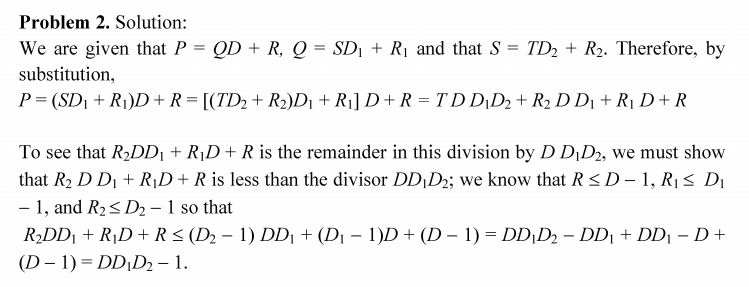 Problem 2. Solution:
We are given that P = QD + R, Q = SD₁ + R₁ and that S = TD₂ + R₂. Therefore, by
substitution,
P = (SD₁ + R₁)D + R = [(TD₂ + R₂)D₁ + R₁] D + R = T D D₁D₂ + R₂ D D₁ + R₁ D + R
To see that R₂DD₁ + R₁D + R is the remainder in this division by D D₁D₂, we must show
that R₂ D D₁ + R₁D + R is less than the divisor DD₁D₂; we know that R ≤ D – 1, R₁ ≤ D₁
– 1, and R₂ ≤ D₂ – 1 so that
R₂DD₁ + R₁D + R ≤ (D₂ – 1) DD₁ + (D₁ – 1)D + (D – 1) = DD₁D₂ – DD₁ + DD₁ – D +
(D – 1) = DD₁D₂ – 1.